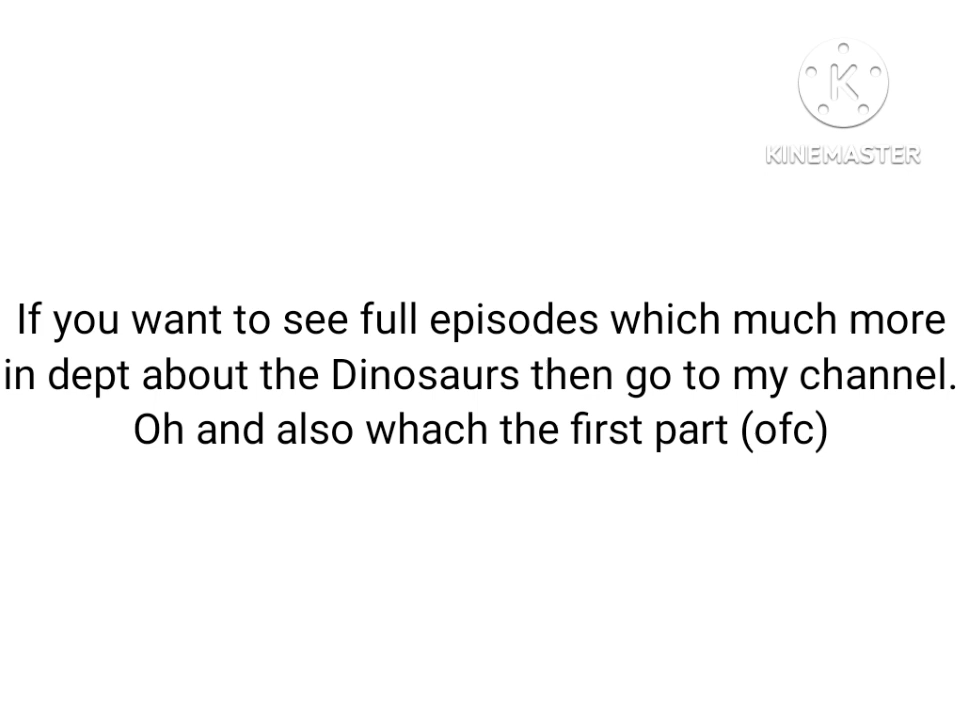 KINEMASTER
If you want to see full episodes which much more
in dept about the Dinosaurs then go to my channel.
Oh and also whach the first part (ofc)